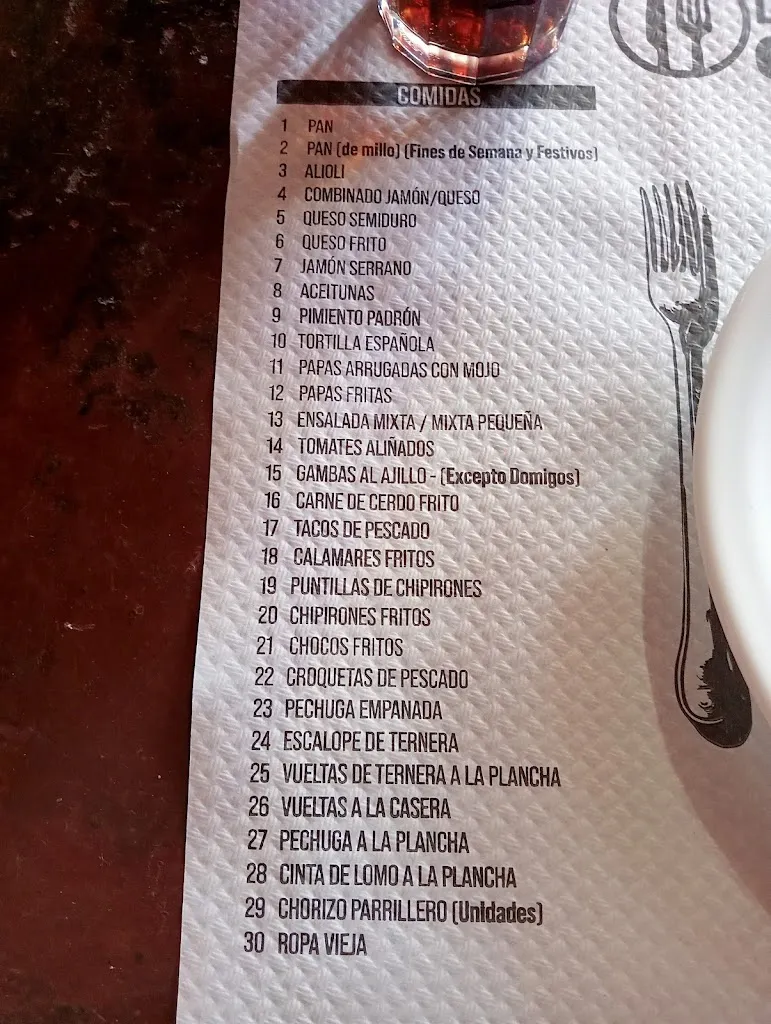 COMIDAS
1 PAN
2 PAN (de millo) (Fines de Semana y Festivos)
3 ALIOLI
4 COMBINADO JAMÓN/QUESO
5 QUESO SEMIDURO
6 QUESO FRITO
7 JAMÓN SERRANO
8 ACEITUNAS
9 PIMIENTO PADRÓN
10 TORTILLA ESPAÑOLA
11 PAPAS ARRUGADAS CON MOJO
12 PAPAS FRITAS
13 ENSALADA MIXTA / MIXTA PEQUEÑA
14 TOMATES ALIÑADOS
15 GAMBAS AL AJILLO - (Excepto Domigos)
16 CARNE DE CERDO FRITO
17 TACOS DE PESCADO
18 CALAMARES FRITOS
19 PUNTILLAS DE CHIPIRONES
20 CHIPIRONES FRITOS
21 CHOCOS FRITOS
22 CROQUETAS DE PESCADO
23 PECHUGA EMPANADA
24 ESCALOPE DE TERNERA
25 VUELTAS DE TERNERA A LA PLANCHA
26 VUELTAS A LA CASERA
27 PECHUGA A LA PLANCHA
28 CINTA DE LOMO A LA PLANCHA
29 CHORIZO PARRILLERO (Unidades)
30 ROPA VIEJA